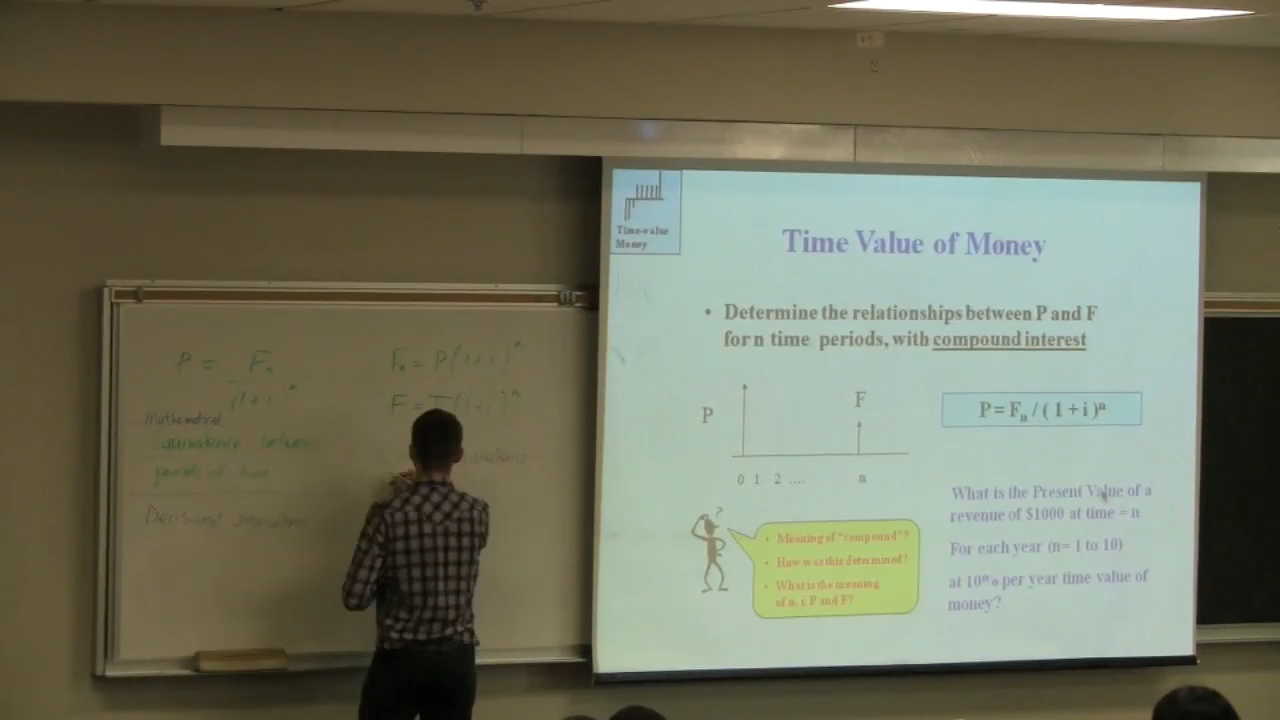 Time-value
Money
Time Value of Money
• Determine the relationships between P and F
for n time periods, with compound interest
P
F
0 1 2 ....
n
P = Fn / ( 1 + i )ⁿ
• Meaning of "compound"?
• How was this determined?
• What is the meaning
of n, i, P and F?
?
What is the Present Value of a
revenue of $1000 at time = n
For each year (n= 1 to 10)
at 10% per year time value of
money?
P = Fn
(1+i)ⁿ
Mathematical
between
periods of time
Decisional
Fn = P(1+i)ⁿ
F = (1+i)ⁿ